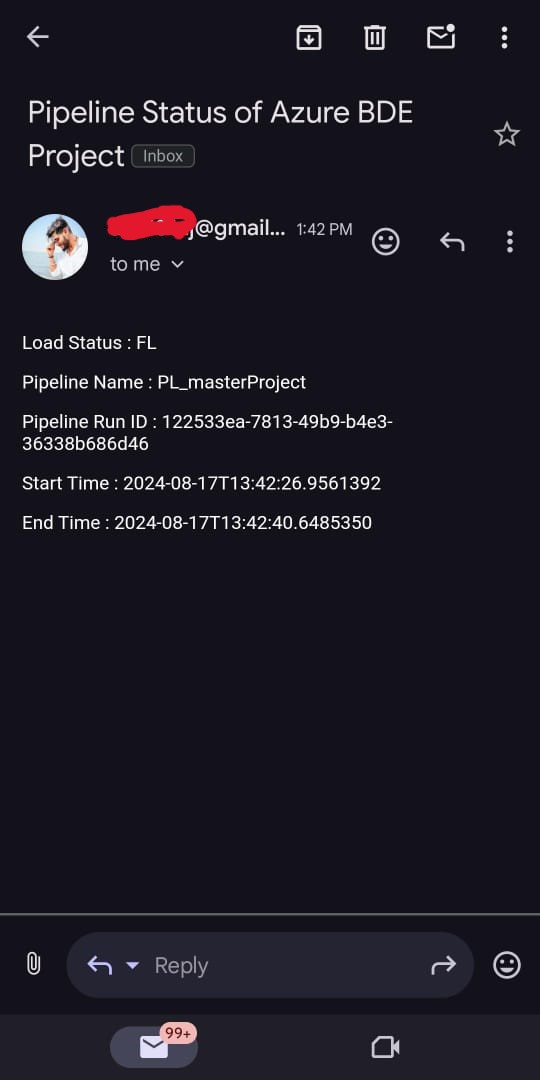 Pipeline Status of Azure BDE
Project Inbox
@gmail... 1:42 PM
to me
Load Status : FL
Pipeline Name : PL_masterProject
Pipeline Run ID : 122533ea-7813-49b9-b4e3-
36338b686d46
Start Time : 2024-08-17T13:42:26.9561392
End Time : 2024-08-17T13:42:40.6485350
Reply
99+